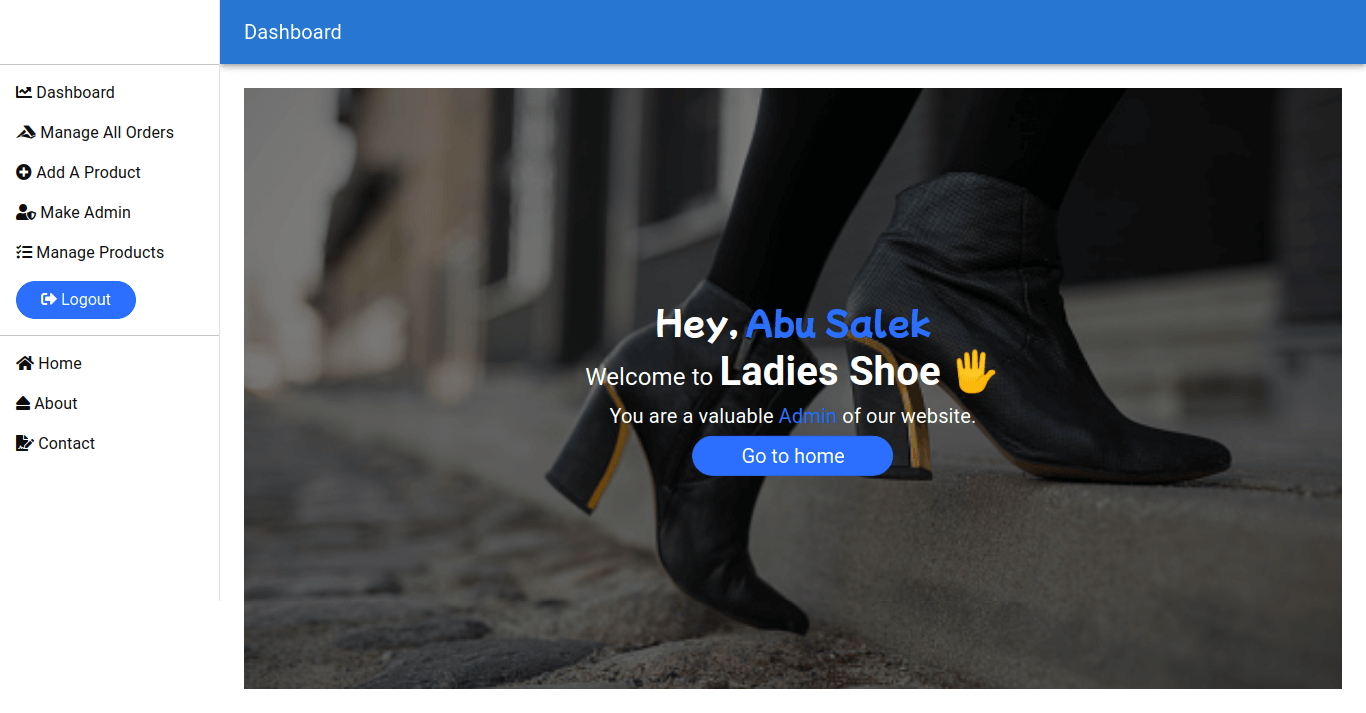 Dashboard
Dashboard
Manage All Orders
Add A Product
Make Admin
Manage Products
Logout
Home
About
Contact
Hey, Abu Salek
Welcome to Ladies Shoe 🖐
You are a valuable Admin of our website.
Go to home